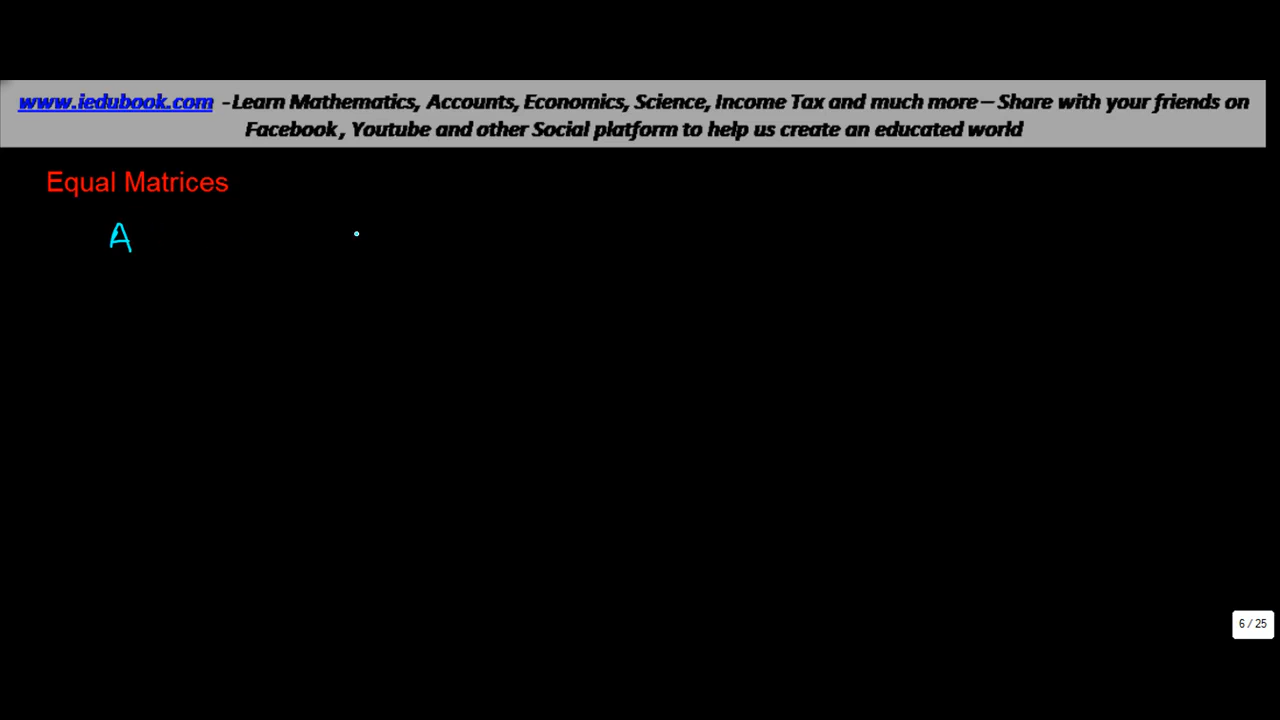 www.iedubook.com -Learn Mathematics, Accounts, Economics, Science, Income Tax and much more – Share with your friends on
Facebook, Youtube and other Social platform to help us create an educated world
Equal Matrices
A
6 / 25